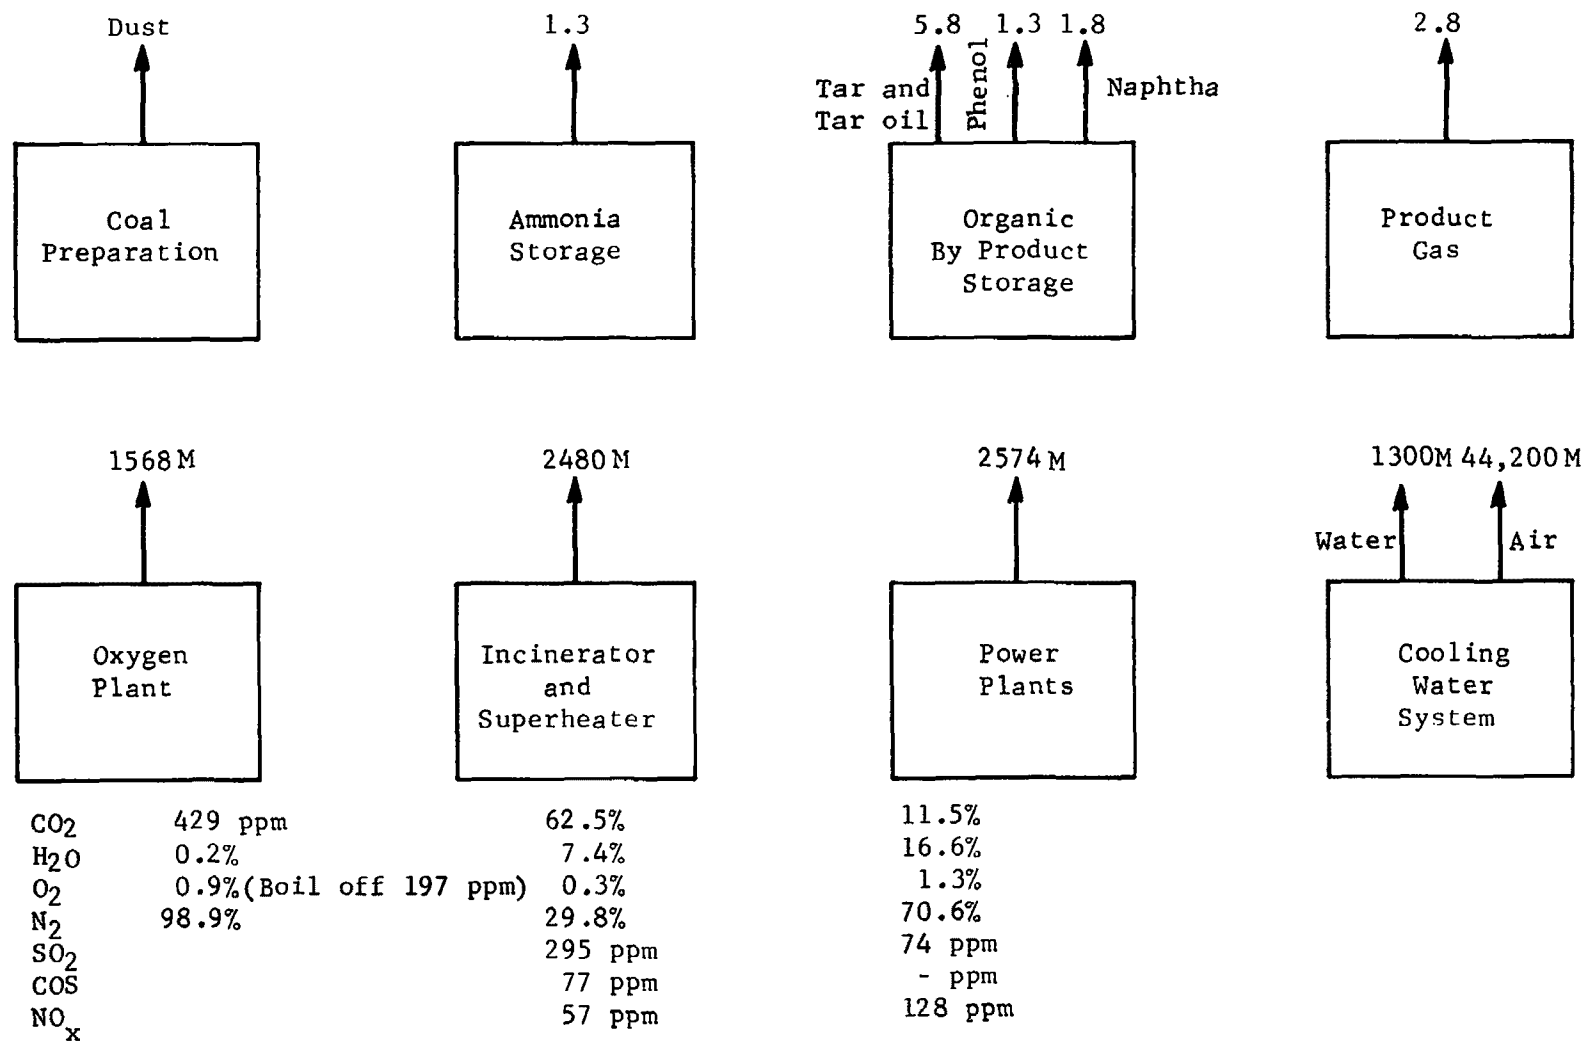 Dust
1.3
5.8 1.3 1.8
2.8
Tar and
Tar oil
Phenol
Naphtha
Coal
Preparation
Ammonia
Storage
Organic
By Product
Storage
Product
Gas
1568M
2480M
2574M
1300M 44,200M
Water
Air
Oxygen
Plant
Incinerator
and
Superheater
Power
Plants
Cooling
Water
System
CO2 429 ppm 62.5% 11.5%
H2O 0.2% 7.4% 16.6%
O2 0.9%(Boil off 197 ppm) 0.3% 1.3%
N2 98.9% 29.8% 70.6%
SO2 295 ppm 74 ppm
COS 77 ppm - ppm
NOx 57 ppm 128 ppm